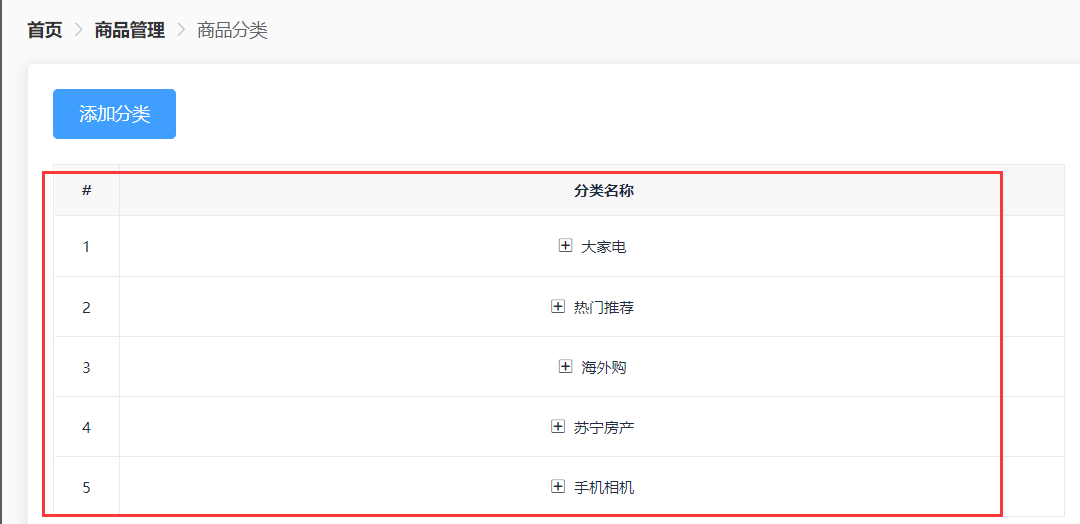 首页 > 商品管理 > 商品分类
添加分类
# 分类名称
1 大家电
2 热门推荐
3 海外购
4 苏宁房产
5 手机相机